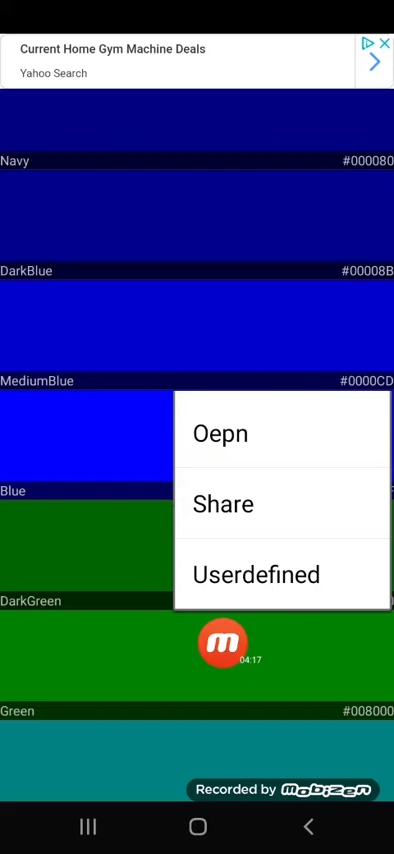 Current Home Gym Machine Deals
Yahoo Search
Navy #000080
DarkBlue #00008B
MediumBlue #0000CD
Oepn
Blue
Share
Userdefined
DarkGreen
04:17
Green #008000
Recorded by mobizen